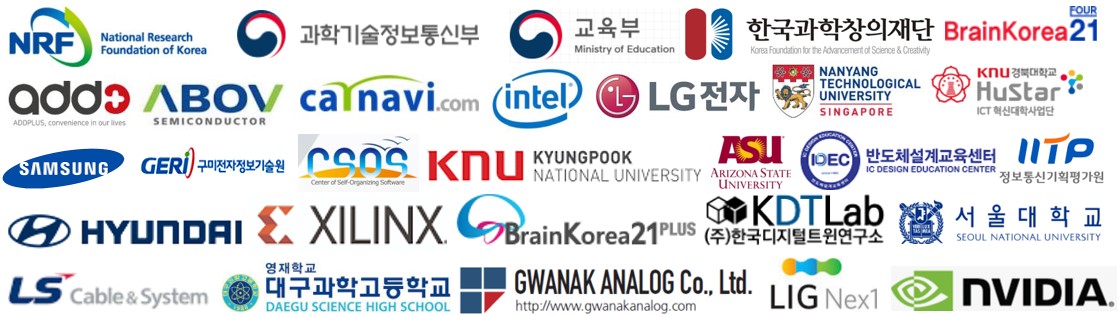 NRF National Research Foundation of Korea
과학기술정보통신부
교육부
Ministry of Education
한국과학창의재단
Korea Foundation for the Advancement of Science & Creativity
BrainKorea21 FOUR
add+
ADDPLUS, convenience in our lives
ABOV
SEMICONDUCTOR
carnavi.com
intel
LG전자
NANYANG
TECHNOLOGICAL
UNIVERSITY
SINGAPORE
KNU 경북대학교
HuStar
ICT 혁신대학사업단
SAMSUNG
GERI 구미전자정보기술원
CSOS
Center of Self-Organizing Software
KNU KYUNGPOOK
NATIONAL UNIVERSITY
ASU
ARIZONA STATE
UNIVERSITY
IDEC 반도체설계교육센터
IC DESIGN EDUCATION CENTER
IITP
정보통신기획평가원
HYUNDAI
XILINX
BrainKorea21 PLUS
KDTLab
(주)한국디지털트윈연구소
서울대학교
SEOUL NATIONAL UNIVERSITY
LS Cable & System
영재학교
대구과학고등학교
DAEGU SCIENCE HIGH SCHOOL
GWANAK ANALOG Co., Ltd.
http://www.gwanakanalog.com
LIG Nex1
NVIDIA.